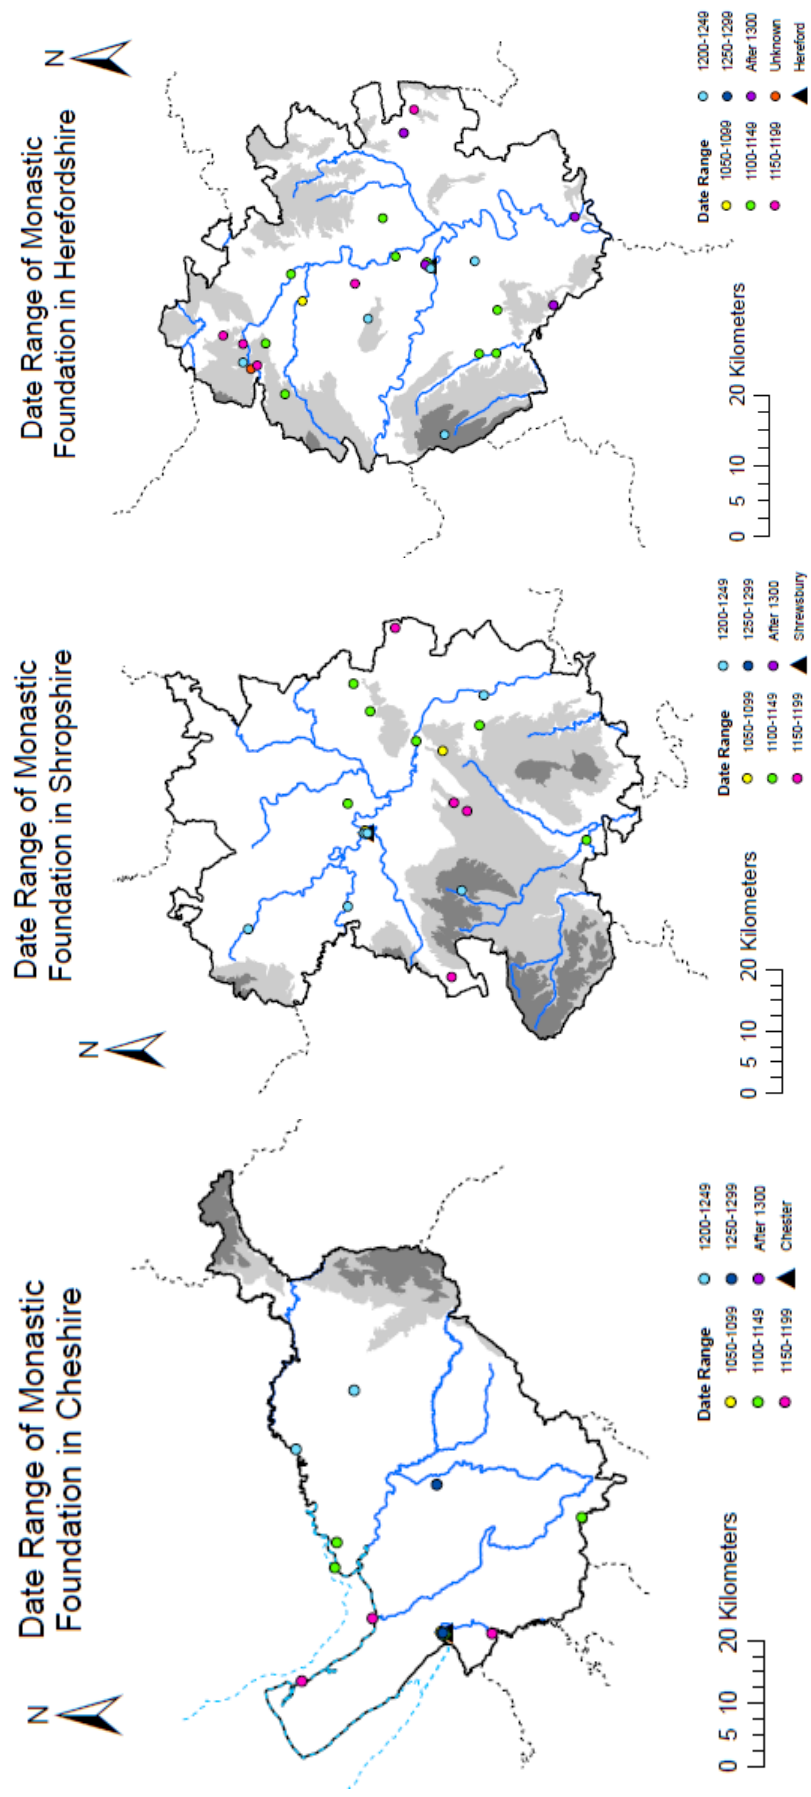 Date Range of Monastic
Foundation in Cheshire
N
0 5 10 20 Kilometers
Date Range
1050-1099
1100-1149
1150-1199
1200-1249
1250-1299
After 1300
Chester
Date Range of Monastic
Foundation in Shropshire
N
0 5 10 20 Kilometers
Date Range
1050-1099
1100-1149
1150-1199
1200-1249
1250-1299
After 1300
Shrewsbury
Date Range of Monastic
Foundation in Herefordshire
N
0 5 10 20 Kilometers
Date Range
1050-1099
1100-1149
1150-1199
1200-1249
1250-1299
After 1300
Unknown
Hereford